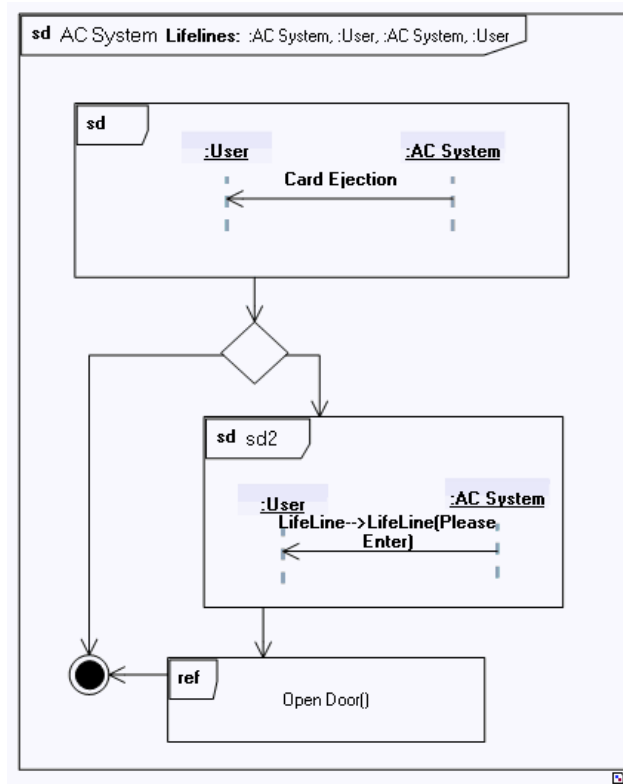 sd AC System Lifelines: :AC System, :User, :AC System, :User
sd
:User :AC System
Card Ejection
sd sd2
:User :AC System
LifeLine-->LifeLine(Please
Enter)
ref
Open Door()